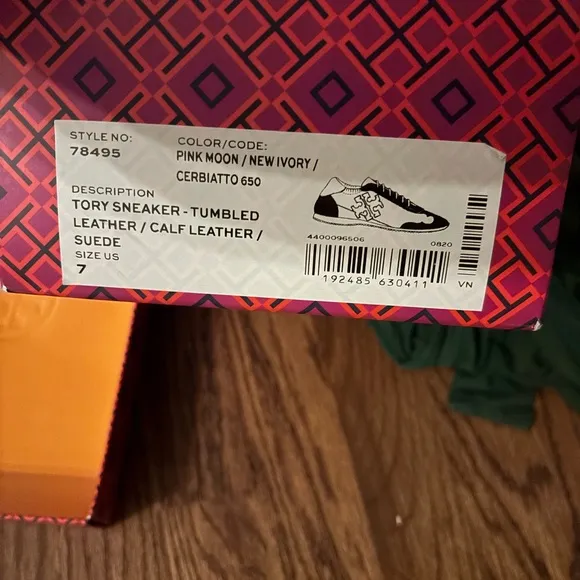 STYLE NO:
78495
COLOR/CODE:
PINK MOON / NEW IVORY /
CERBIATTO 650
DESCRIPTION
TORY SNEAKER - TUMBLED
LEATHER / CALF LEATHER /
SUEDE
SIZE US
7
4400096506 0820
192485 630411
VN